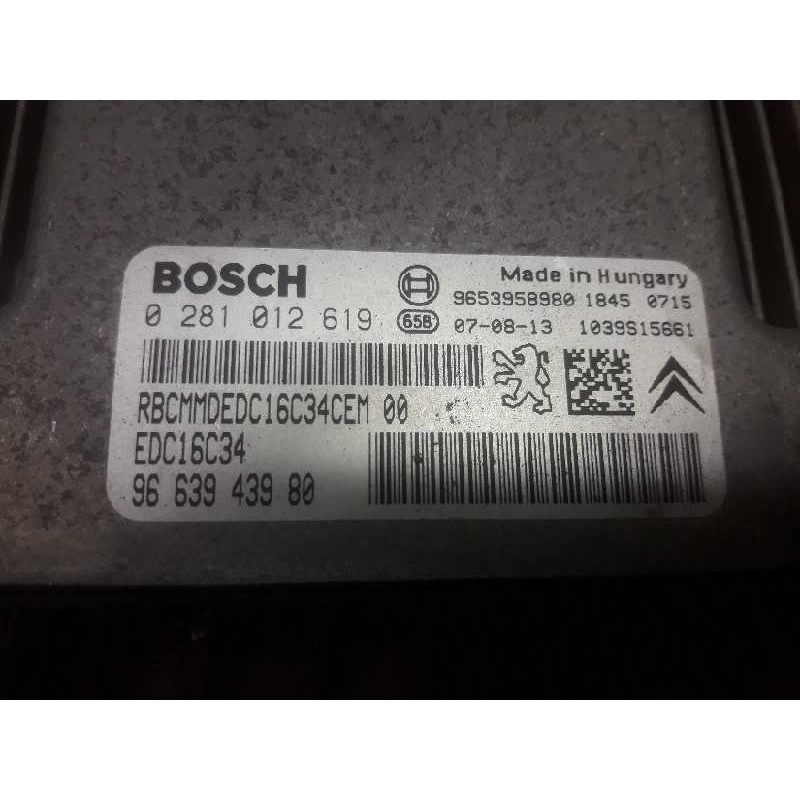 BOSCH
Made in Hungary
9653958980 1845 0715
0 281 012 619
658 07-08-13 1039S15661
RBCMMDEDC16C34CEM 00
EDC16C34
96 639 439 80